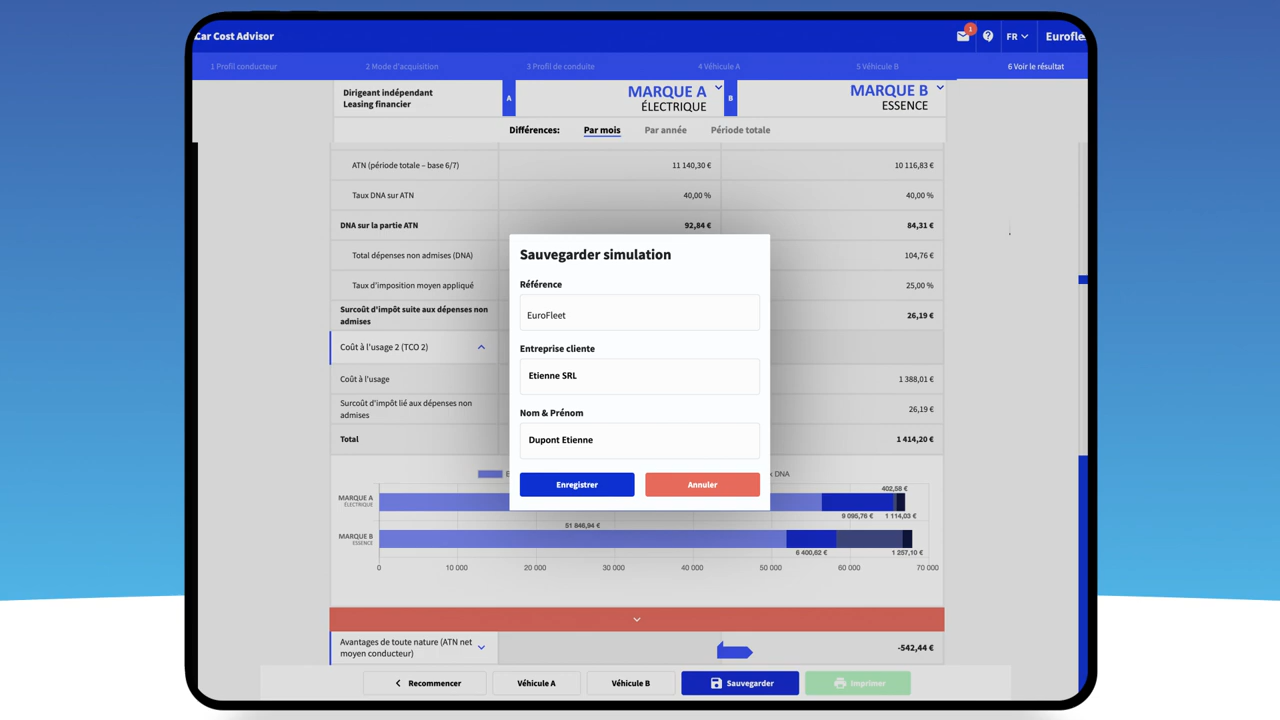 Car Cost Advisor
1
FR
Eurofle
1 Profil conducteur
2 Mode d'acquisition
3 Profil de conduite
4 Véhicule A
5 Véhicule B
6 Voir le résultat
Dirigeant indépendant
Leasing financier
A
MARQUE A
ÉLECTRIQUE
B
MARQUE B
ESSENCE
Différences:
Par mois
Par année
Période totale
ATN (période totale – base 6/7)
11 140,30 €
10 116,83 €
Taux DNA sur ATN
40,00 %
40,00 %
DNA sur la partie ATN
92,84 €
84,31 €
Total dépenses non admises (DNA)
104,76 €
Taux d'imposition moyen appliqué
25,00 %
Surcoût d'impôt suite aux dépenses non
admises
26,19 €
Coût à l'usage 2 (TCO 2)
Coût à l'usage
1 388,01 €
Surcoût d'impôt lié aux dépenses non
admises
26,19 €
Total
1 414,20 €
Sauvegarder simulation
Référence
EuroFleet
Entreprise cliente
Etienne SRL
Nom & Prénom
Dupont Etienne
Enregistrer
Annuler
DNA
402,58 €
MARQUE A
ÉLECTRIQUE
9 095,76 €
1 114,03 €
51 846,94 €
MARQUE B
ESSENCE
6 400,62 €
1 257,10 €
0
10 000
20 000
30 000
40 000
50 000
60 000
70 000
Avantages de toute nature (ATN net
moyen conducteur)
-542,44 €
Recommencer
Véhicule A
Véhicule B
Sauvegarder
Imprimer